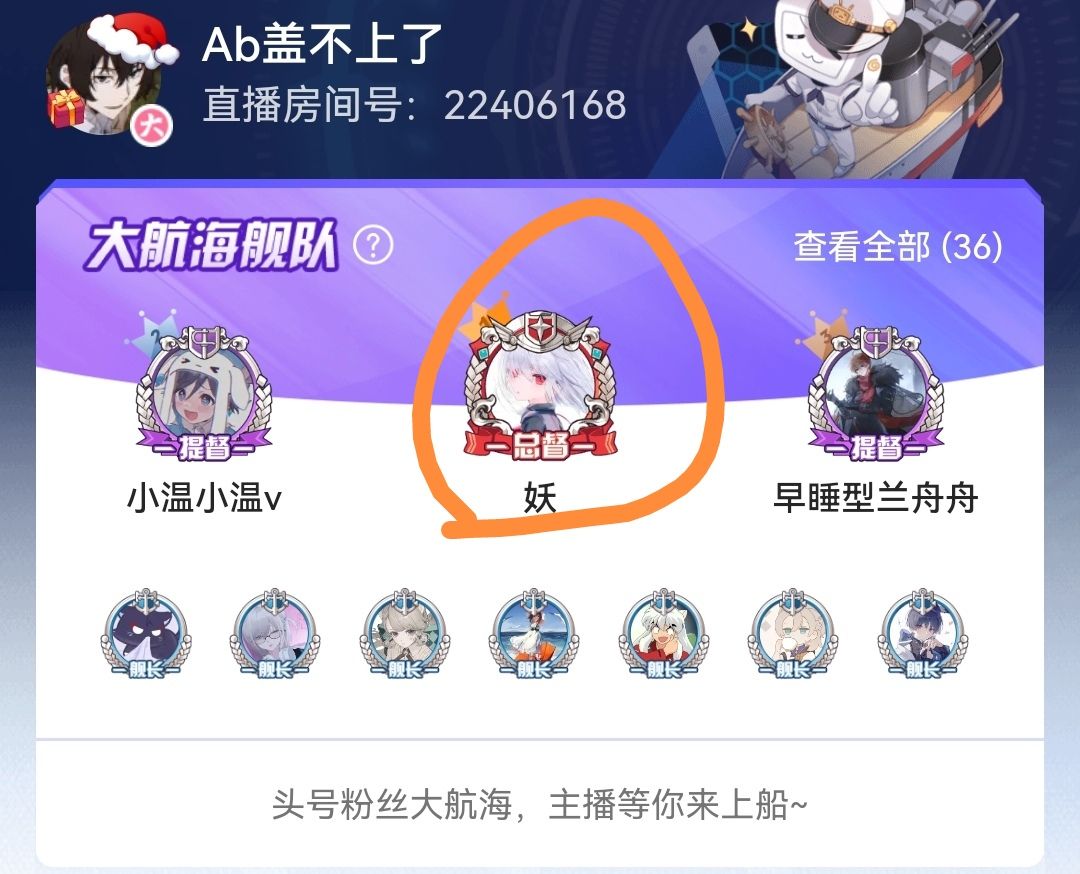 Ab盖不上了
直播房间号：22406168
大
大航海舰队 ?
查看全部 (36)
2
1
3
提督
总督
提督
小温小温v
妖
早睡型兰舟舟
舰长 舰长 舰长 舰长 舰长 舰长 舰长
头号粉丝大航海，主播等你来上船~